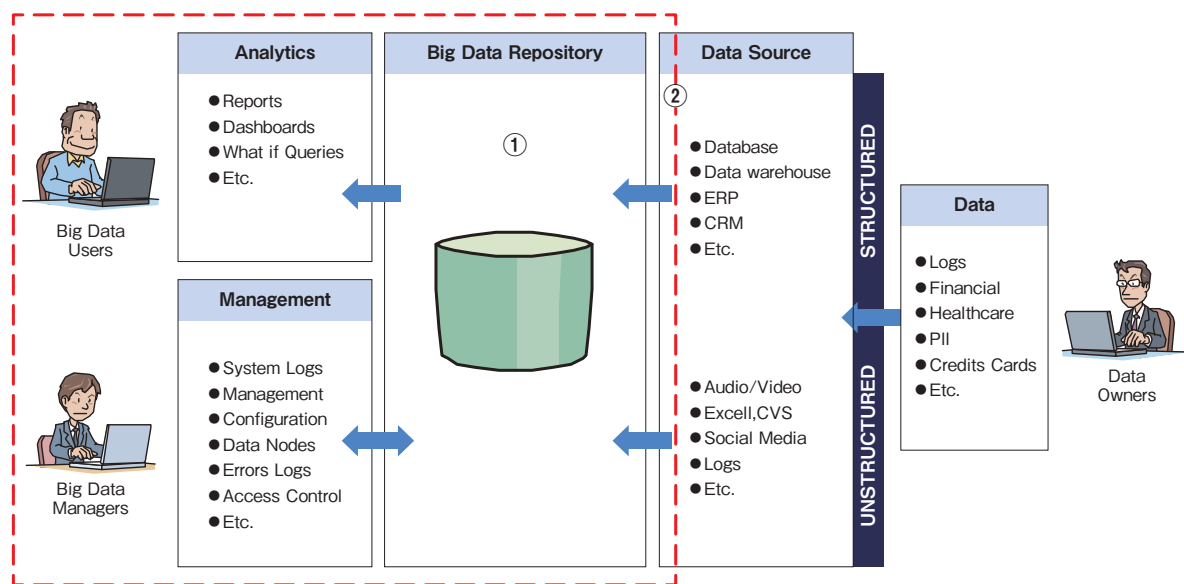 Analytics
● Reports
● Dashboards
● What if Queries
● Etc.
Big Data
Users
Management
● System Logs
● Management
● Configuration
● Data Nodes
● Errors Logs
● Access Control
● Etc.
Big Data
Managers
Big Data Repository
①
Data Source
②
● Database
● Data warehouse
● ERP
● CRM
● Etc.
● Audio/Video
● Excell,CVS
● Social Media
● Logs
● Etc.
STRUCTURED
UNSTRUCTURED
Data
● Logs
● Financial
● Healthcare
● PII
● Credits Cards
● Etc.
Data
Owners